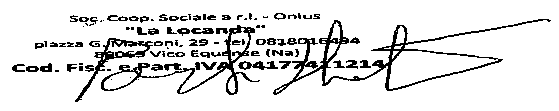 Soc. Coop. Sociale a r.l. - Onlus
"La Locanda"
piazza G. Marconi, 29 - tel. 0818016494
80069 Vico Equense (Na)
Cod. Fisc. e Part. IVA 04177411214